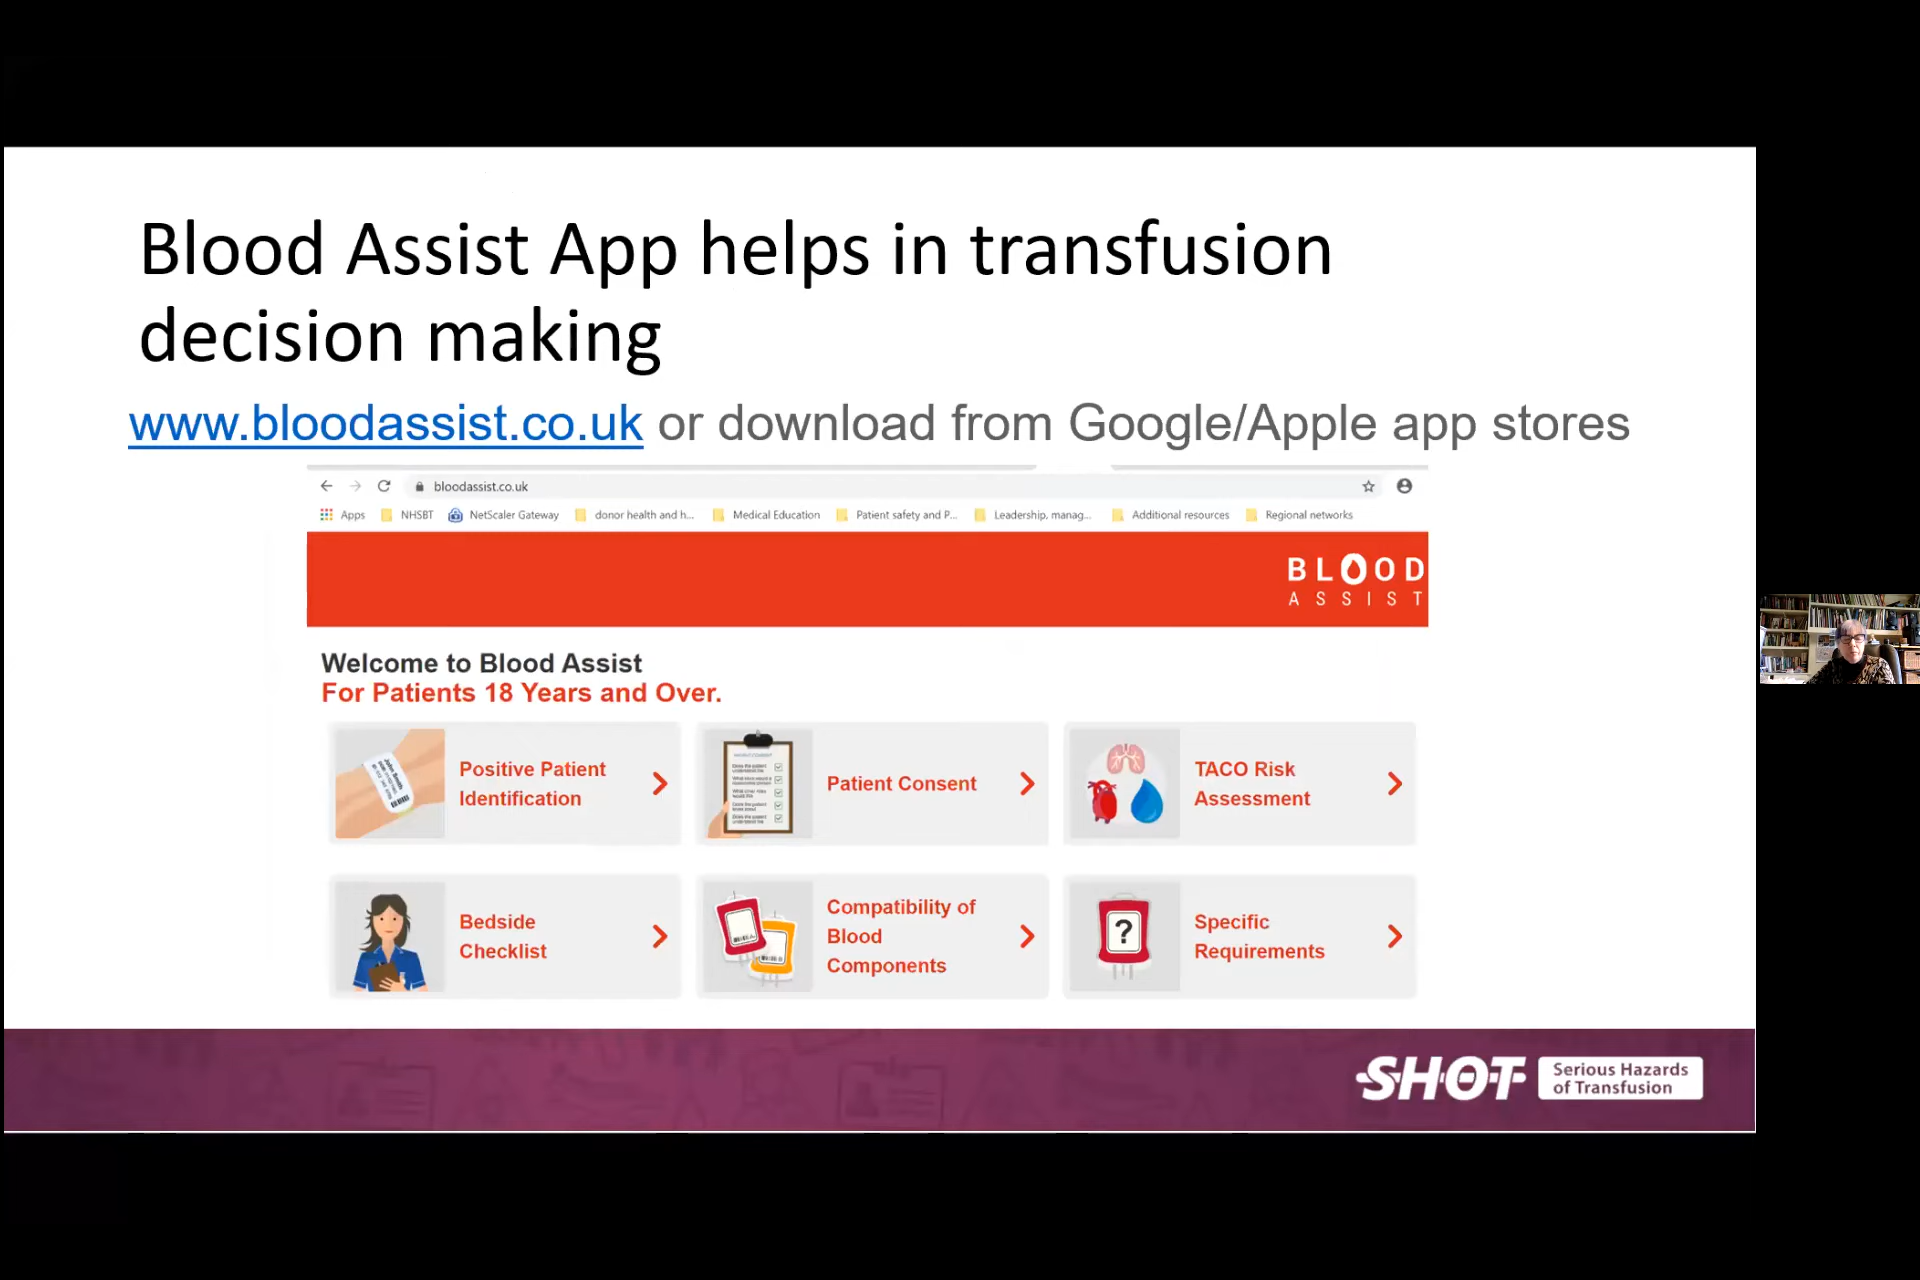 Blood Assist App helps in transfusion
decision making
www.bloodassist.co.uk or download from Google/Apple app stores
bloodassist.co.uk
Apps NHSBT NetScaler Gateway donor health and h... Medical Education Patient safety and P... Leadership, manag... Additional resources Regional networks
BLOOD
ASSIST
Welcome to Blood Assist
For Patients 18 Years and Over.
Positive Patient
Identification
Patient Consent
TACO Risk
Assessment
Bedside
Checklist
Compatibility of
Blood
Components
Specific
Requirements
?
SHOT
Serious Hazards
of Transfusion